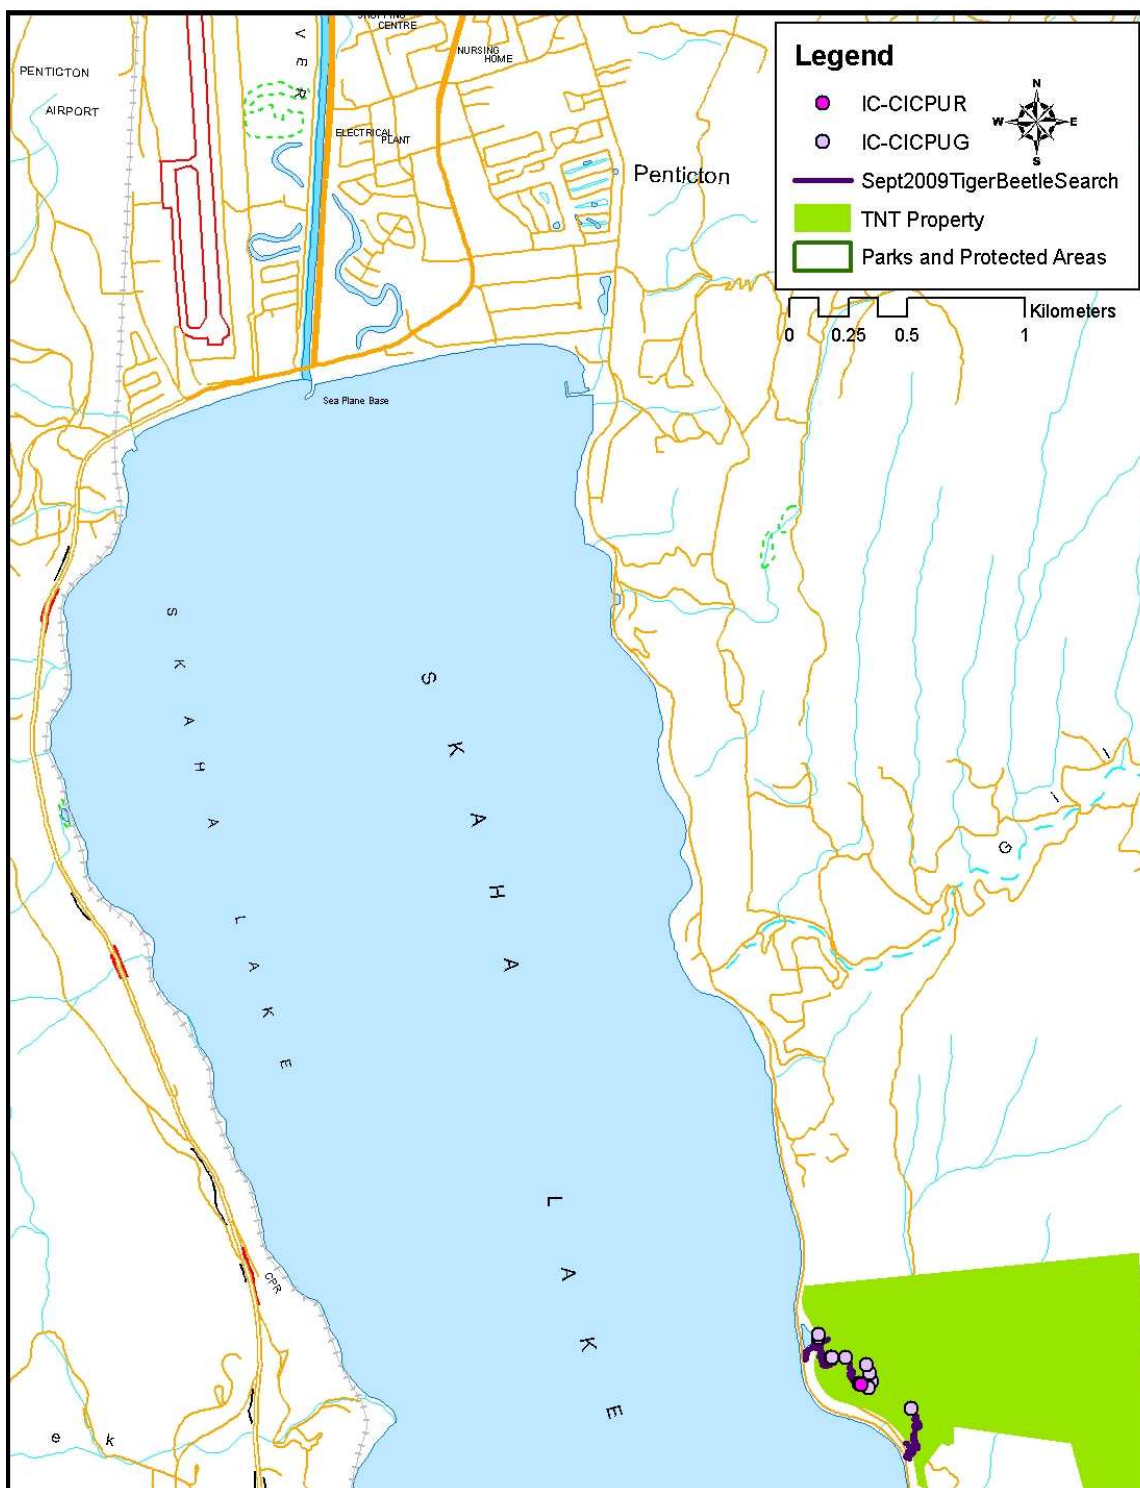 SHOPPING
CENTRE
NURSING
HOME
PENTICTON
AIRPORT
V E R
ELECTRICAL
PLANT
Penticton
Sea Plane Base
Legend
IC-CICPUR
IC-CICPUG
Sept2009TigerBeetleSearch
TNT Property
Parks and Protected Areas
N
W E
S
Kilometers
0 0.25 0.5 1
S K A H A L A K E
S K A H A L A K E
G i l
CPR
e k